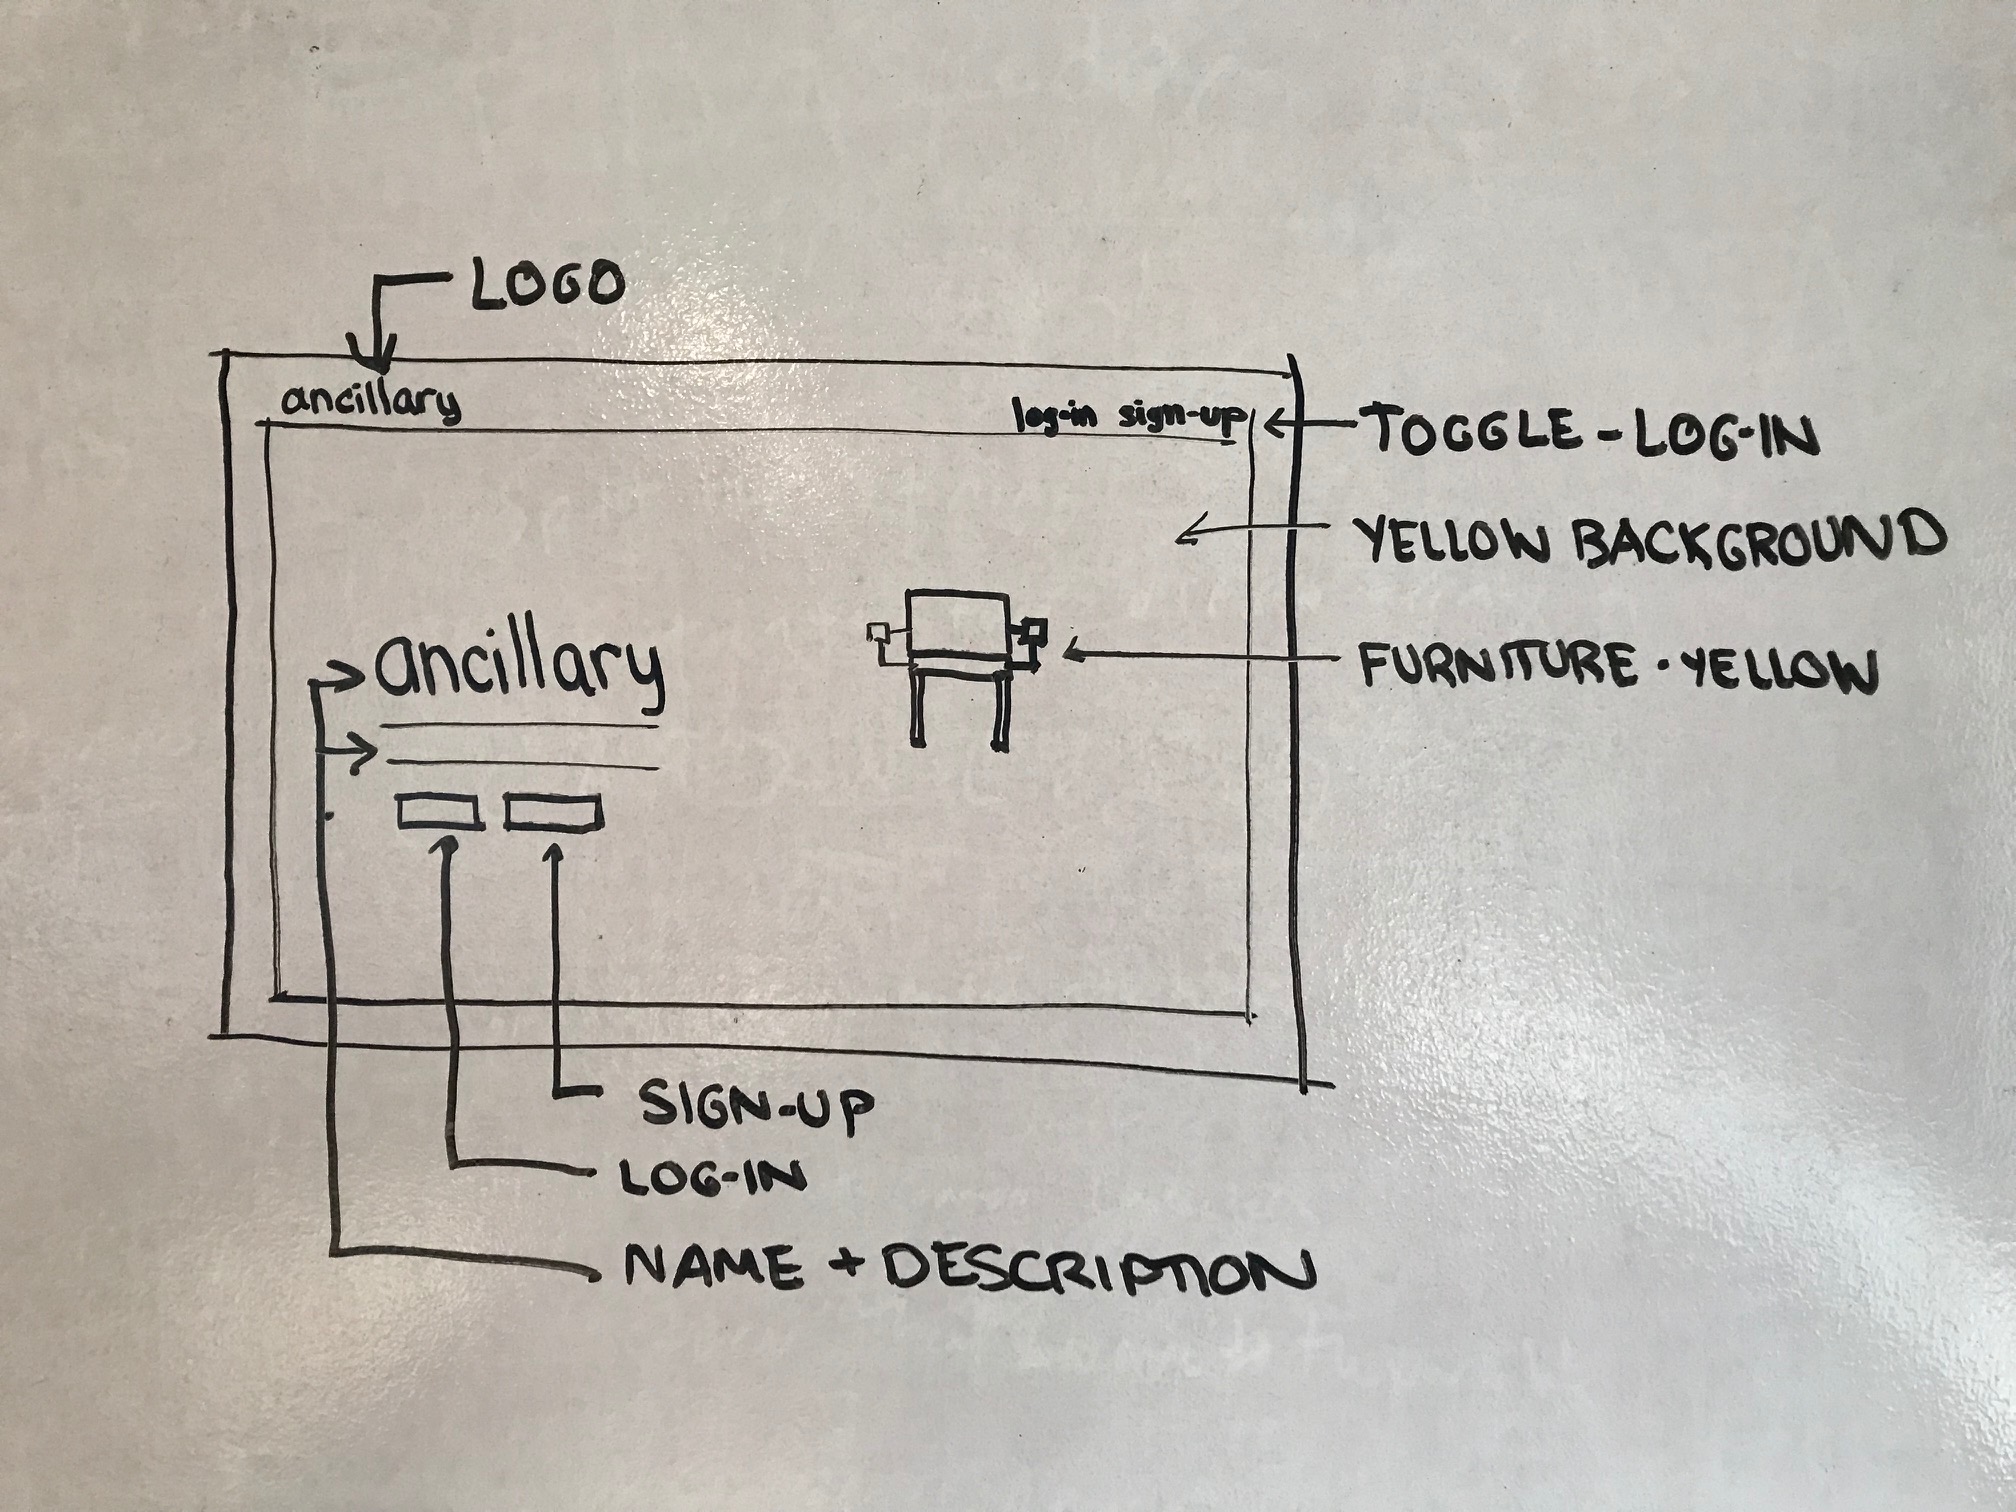 LOGO
ancillary
log-in sign-up
TOGGLE - LOG-IN
YELLOW BACKGROUND
FURNITURE · YELLOW
ancillary
SIGN-UP
LOG-IN
NAME + DESCRIPTION